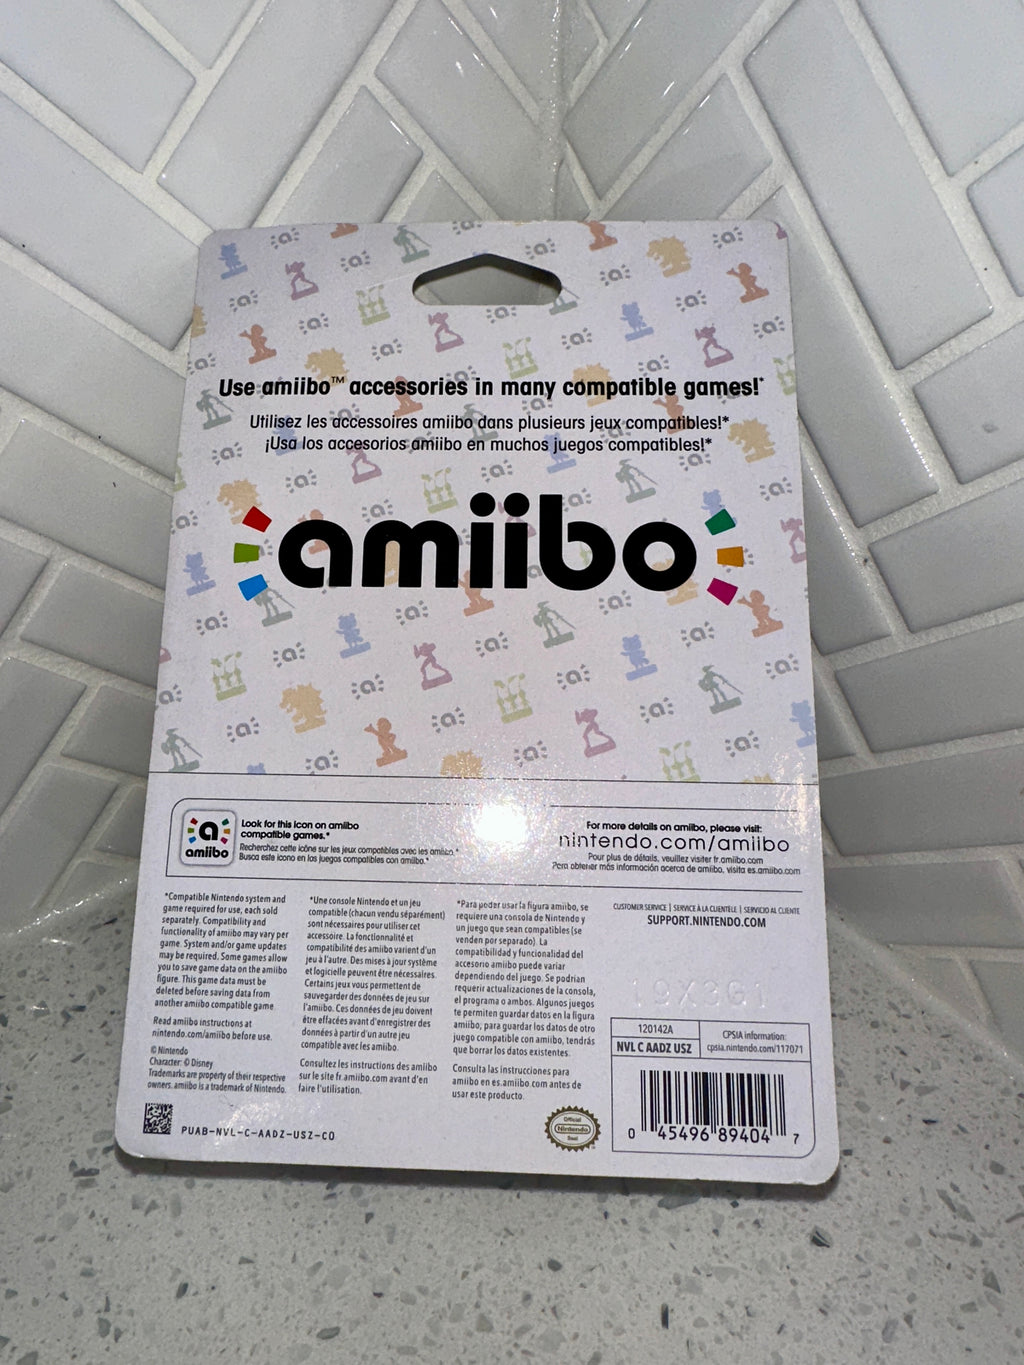 Use amiibo™ accessories in many compatible games!*
Utilisez les accessoires amiibo dans plusieurs jeux compatibles!*
¡Usa los accesorios amiibo en muchos juegos compatibles!*
amiibo
a
amiibo
Look for this icon on amiibo
compatible games.*
Recherchez cette icône sur les jeux compatibles avec les amiibo.*
Busca este icono en los juegos compatibles con amiibo.*
For more details on amiibo, please visit:
nintendo.com/amiibo
Pour plus de détails, veuillez visiter fr.amiibo.com
Para obtener más información acerca de amiibo, visita es.amiibo.com
*Compatible Nintendo system and
game required for use, each sold
separately. Compatibility and
functionality of amiibo may vary per
game. System and/or game updates
may be required. Some games allow
you to save game data on the amiibo
figure. This game data must be
deleted before saving data from
another amiibo compatible game.
Read amiibo instructions at
nintendo.com/amiibo before use.
© Nintendo
Character: © Disney
Trademarks are property of their respective
owners. amiibo is a trademark of Nintendo.
*Une console Nintendo et un jeu
compatible (chacun vendu séparément)
sont nécessaires pour utiliser cet
accessoire. La fonctionnalité et
compatibilité des amiibo varient d'un
jeu à l'autre. Des mises à jour système
et logicielle peuvent être nécessaires.
Certains jeux vous permettent de
sauvegarder des données de jeu sur
l'amiibo. Ces données de jeu doivent
être effacées avant d'enregistrer des
données à partir d'un autre jeu
compatible avec les amiibo.
Consultez les instructions des amiibo
sur le site fr.amiibo.com avant d'en
faire l'utilisation.
*Para poder usar la figura amiibo, se
requiere una consola de Nintendo y
un juego que sean compatibles (se
venden por separado). La
compatibilidad y funcionalidad del
accesorio amiibo puede variar
dependiendo del juego. Se podrían
requerir actualizaciones de la consola,
el programa o ambos. Algunos juegos
te permiten guardar datos en la figura
amiibo; para guardar los datos de otro
juego compatible con amiibo, tendrás
que borrar los datos existentes.
Consulta las instrucciones para
amiibo en es.amiibo.com antes de
usar este producto.
CUSTOMER SERVICE | SERVICE À LA CLIENTÈLE | SERVICIO AL CLIENTE
SUPPORT.NINTENDO.COM
120142A
NVL C AADZ USZ
CPSIA information:
cpsia.nintendo.com/117071
0 45496 89404 7
Official
Nintendo
Seal
PUAB-NVL-C-AADZ-USZ-C0